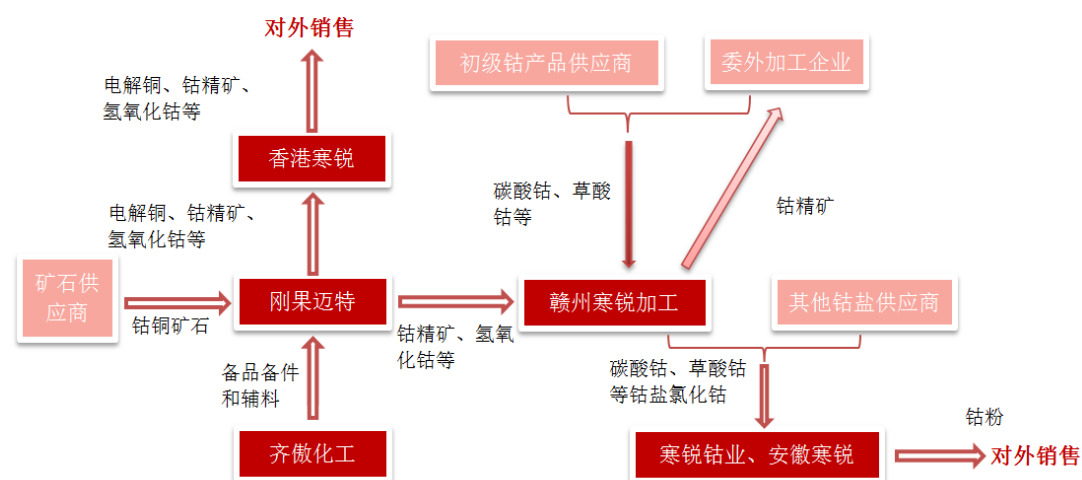 对外销售
初级钴产品供应商
委外加工企业
电解铜、钴精矿、
氢氧化钴等
香港寒锐
碳酸钴、草酸
钴等
钴精矿
电解铜、钴精矿、
氢氧化钴等
矿石供
应商
钴铜矿石
刚果迈特
钴精矿、氢氧
化钴等
赣州寒锐加工
其他钴盐供应商
备品备件
和辅料
碳酸钴、草酸钴
等钴盐氯化钴
齐傲化工
寒锐钴业、安徽寒锐
钴粉
对外销售